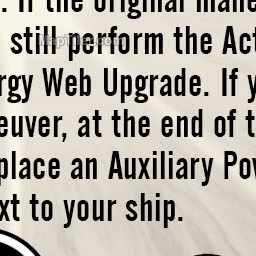 . If the original mane
still perform the Act
rgy Web Upgrade. If y
euver, at the end of t
place an Auxiliary Pov
xt to your ship.